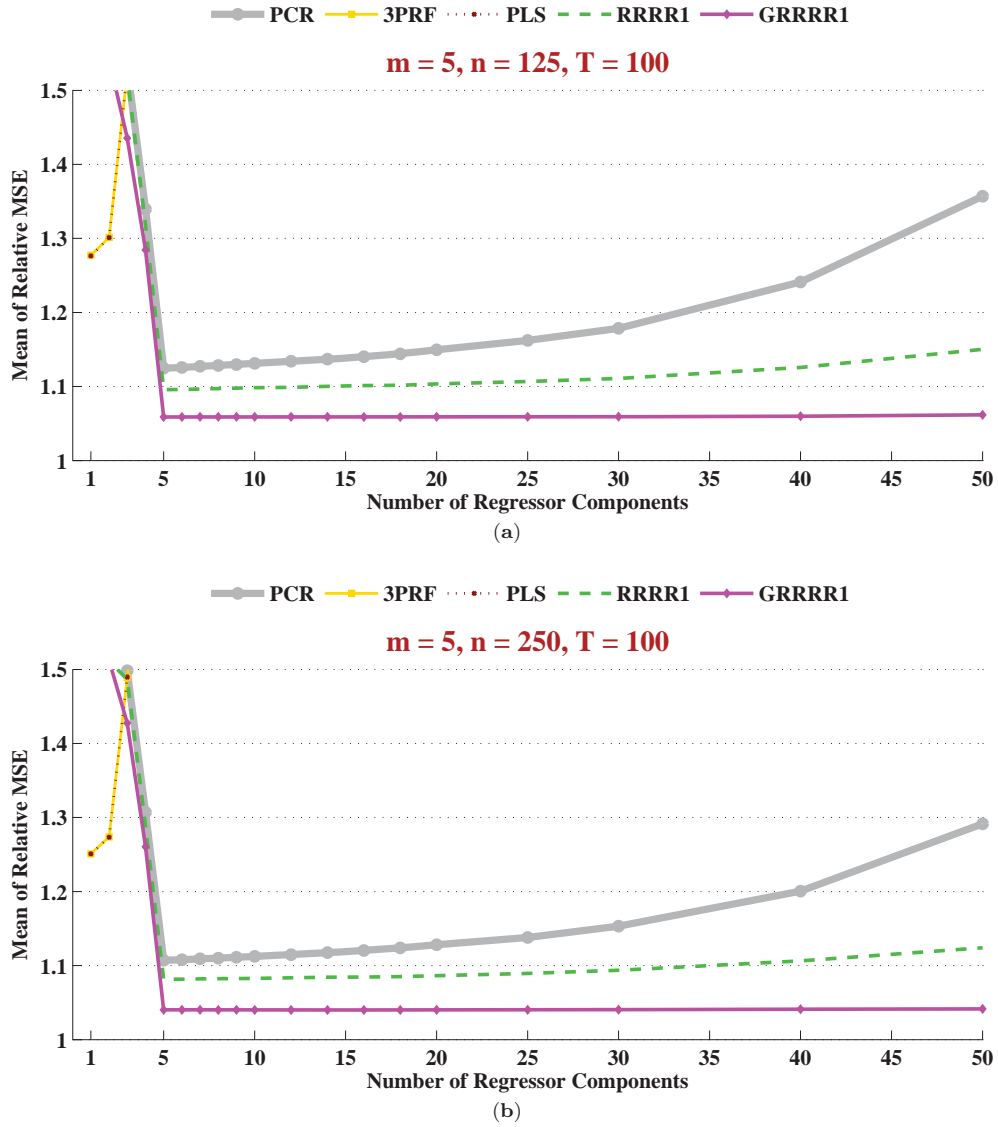 PCR 3PRF PLS RRRR1 GRRRR1
m = 5, n = 125, T = 100
Mean of Relative MSE
1.5
1.4
1.3
1.2
1.1
1
1 5 10 15 20 25 30 35 40 45 50
Number of Regressor Components
(a)
PCR 3PRF PLS RRRR1 GRRRR1
m = 5, n = 250, T = 100
Mean of Relative MSE
1.5
1.4
1.3
1.2
1.1
1
1 5 10 15 20 25 30 35 40 45 50
Number of Regressor Components
(b)